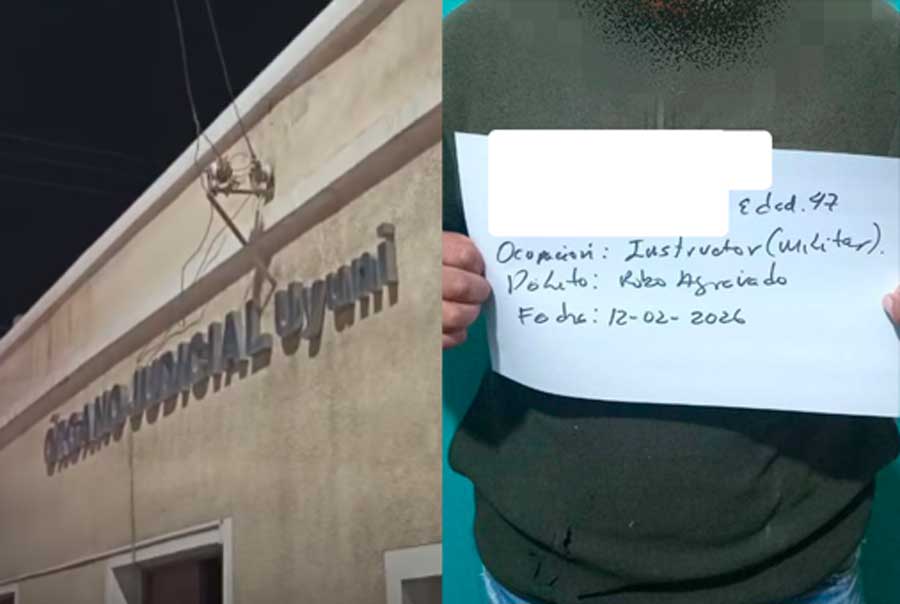 ÓRGANO JUDICIAL Uyuni
Edad. 47
Ocupación: Instructor (Militar).
Delito: Robo Agravado
Fecha: 12-02-2026